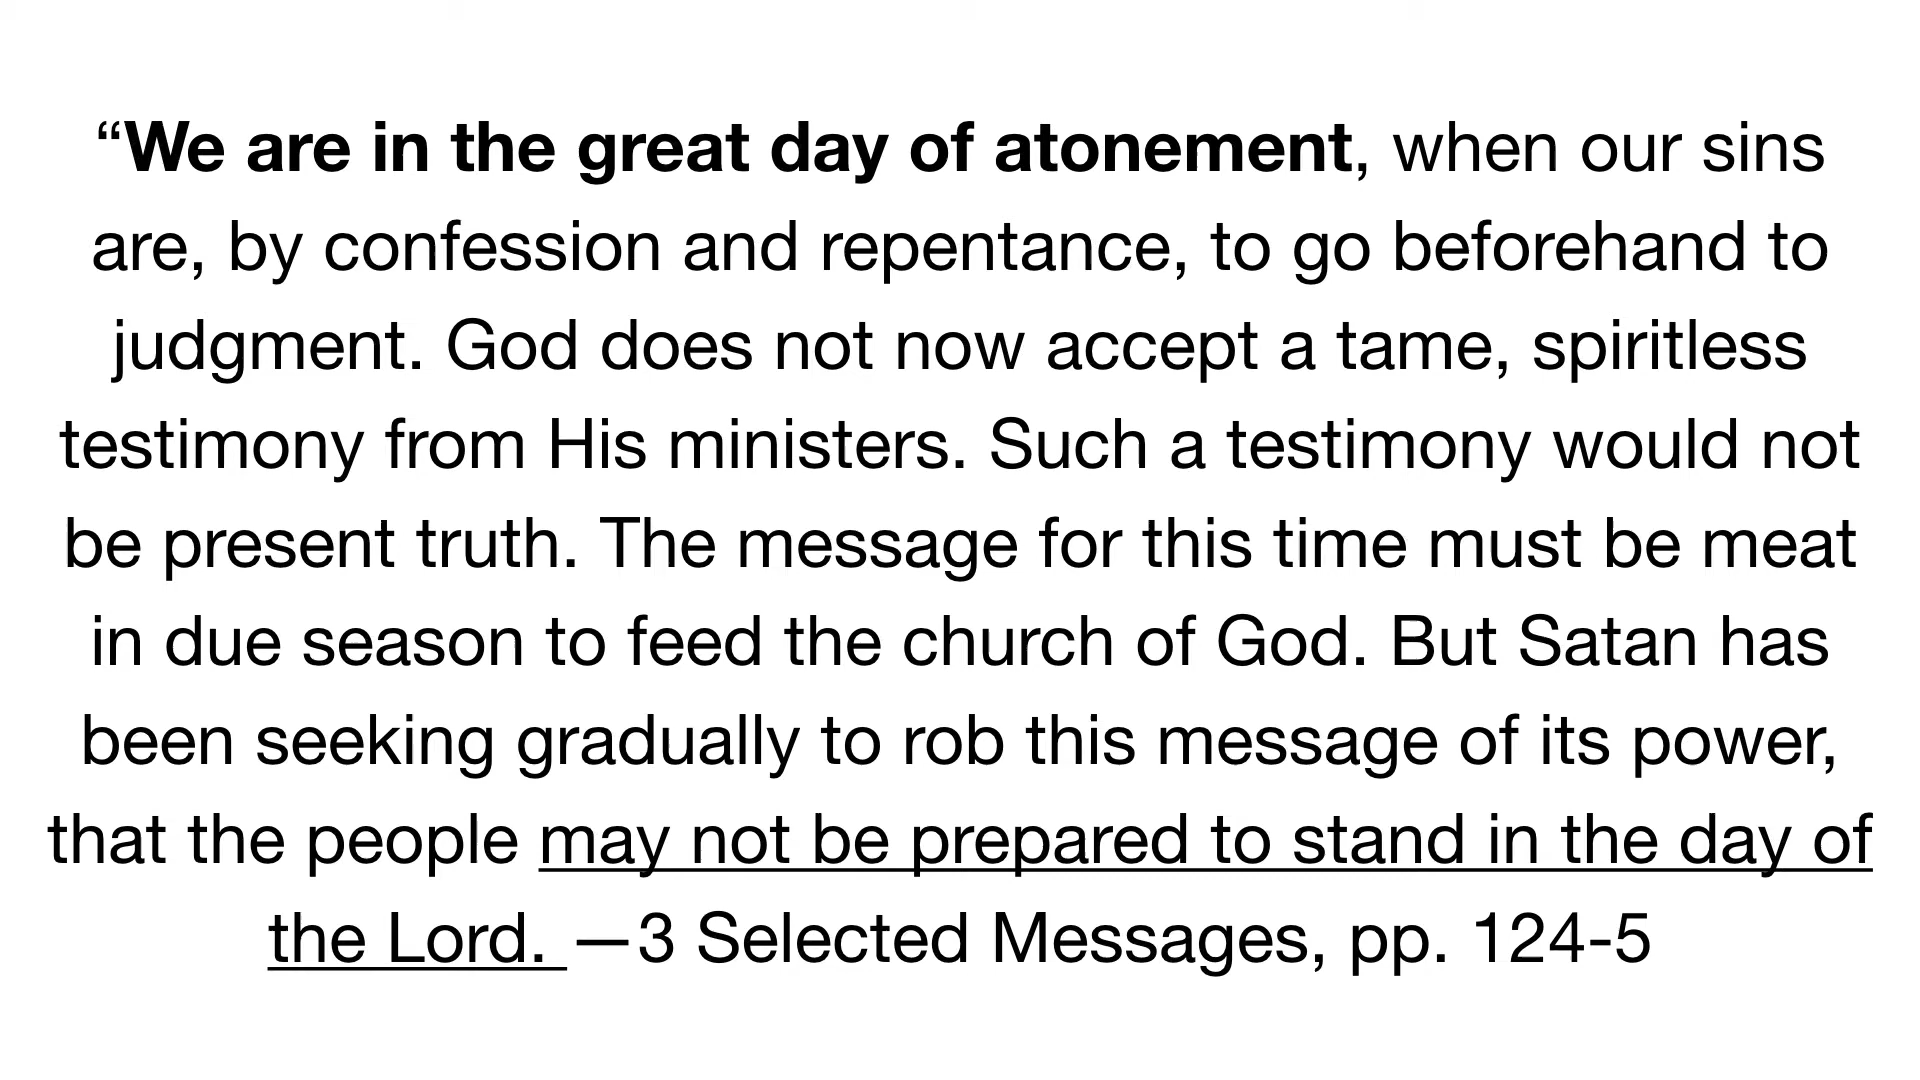 “We are in the great day of atonement, when our sins
are, by confession and repentance, to go beforehand to
judgment. God does not now accept a tame, spiritless
testimony from His ministers. Such a testimony would not
be present truth. The message for this time must be meat
in due season to feed the church of God. But Satan has
been seeking gradually to rob this message of its power,
that the people may not be prepared to stand in the day of
the Lord. —3 Selected Messages, pp. 124-5